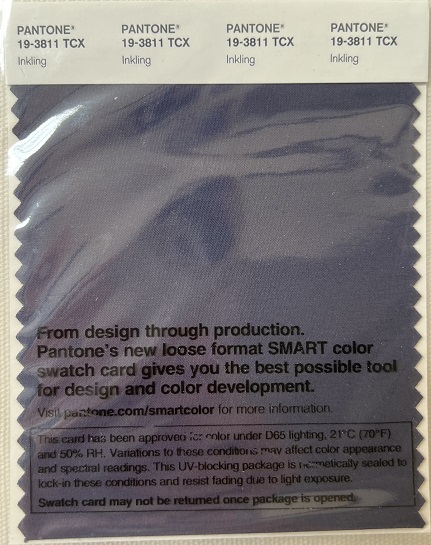 PANTONE® PANTONE® PANTONE® PANTONE®
19-3811 TCX 19-3811 TCX 19-3811 TCX 19-3811 TCX
Inkling Inkling Inkling Inkling
From design through production.
Pantone's new loose format SMART color
swatch card gives you the best possible tool
for design and color development.
Visit pantone.com/smartcolor for more information.
This card has been approved for color under D65 lighting, 21°C (70°F)
and 50% RH. Variations to these conditions may affect color appearance
and spectral readings. This UV-blocking package is hermetically sealed to
lock-in these conditions and resist fading due to light exposure.
Swatch card may not be returned once package is opened.